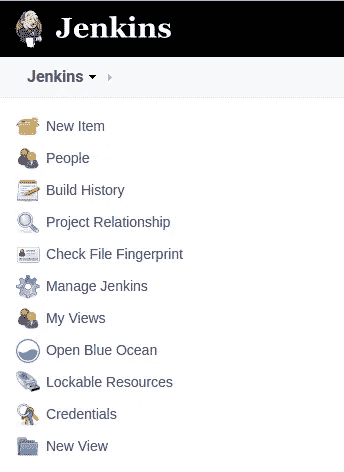 Jenkins
Jenkins
New Item
People
Build History
Project Relationship
Check File Fingerprint
Manage Jenkins
My Views
Open Blue Ocean
Lockable Resources
Credentials
New View